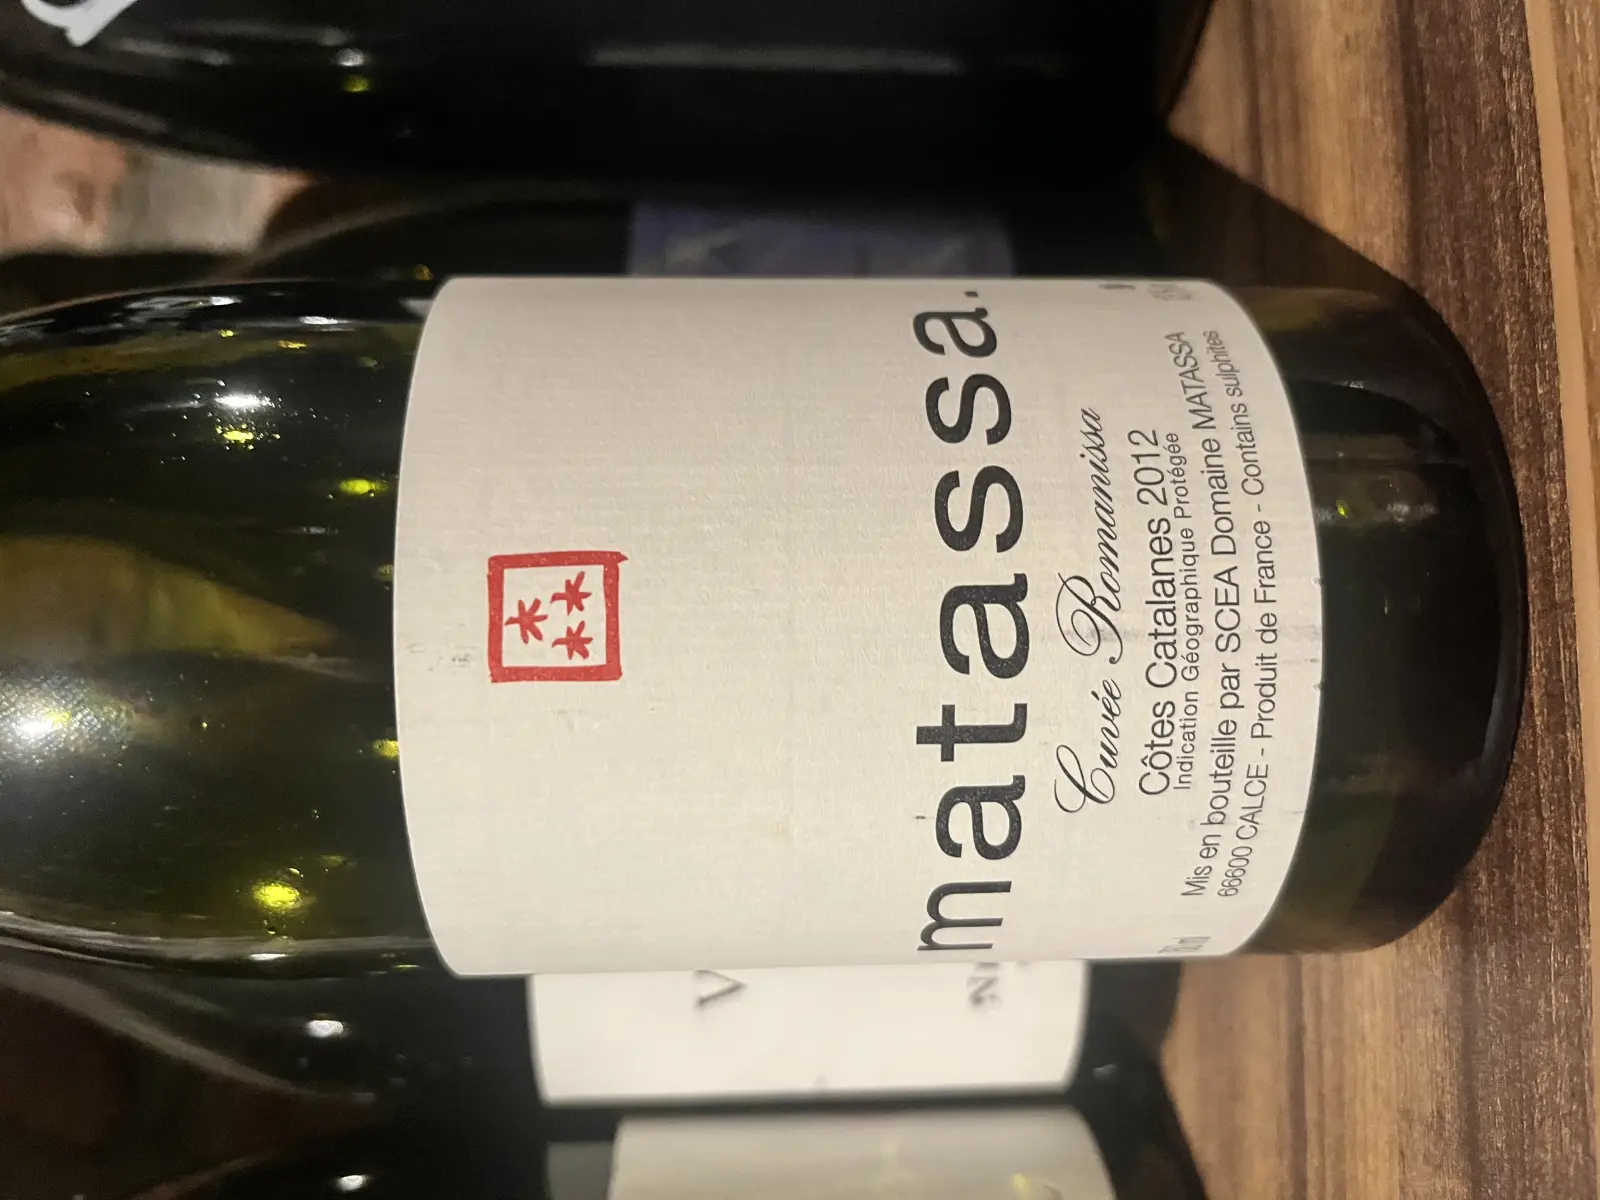 matassa.
Cuvée Romanissa
Côtes Catalanes 2012
Indication Géographique Protégée
Mis en bouteille par SCEA Domaine MATASSA
66600 CALCE - Produit de France - Contains sulphites
V